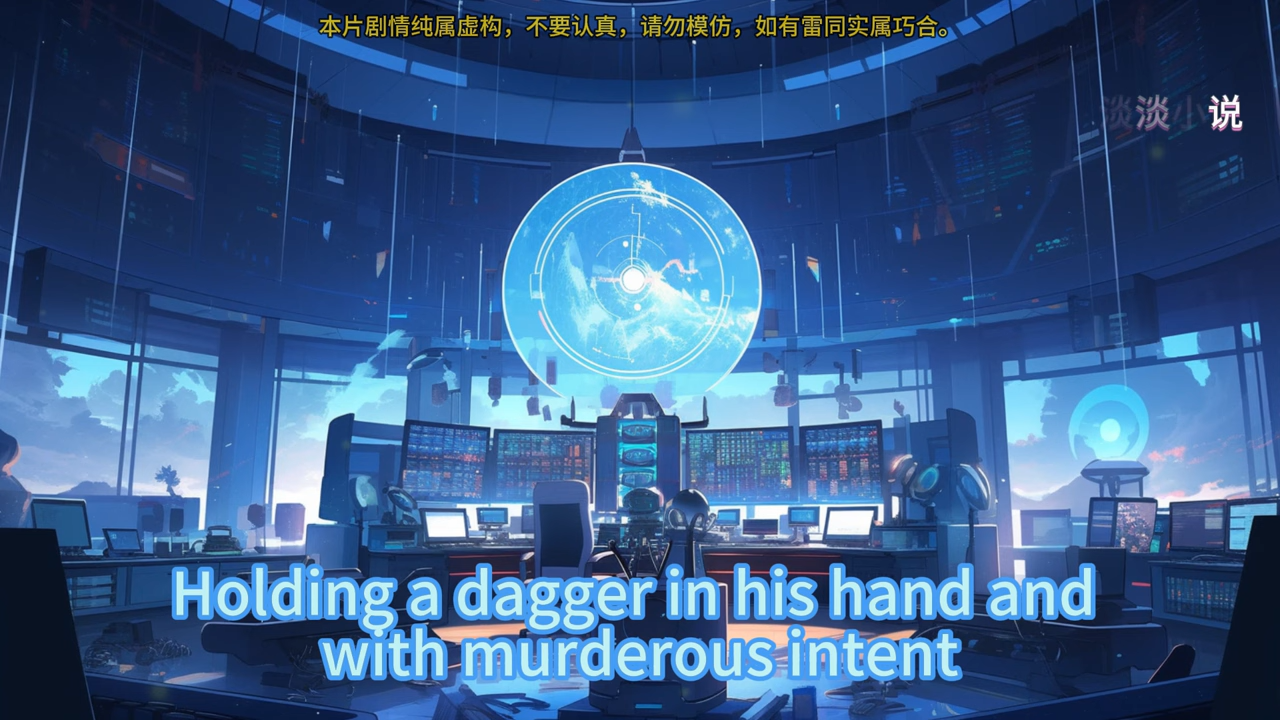 本片剧情纯属虚构，不要认真，请勿模仿，如有雷同实属巧合。
淡淡小说
Holding a dagger in his hand and
with murderous intent